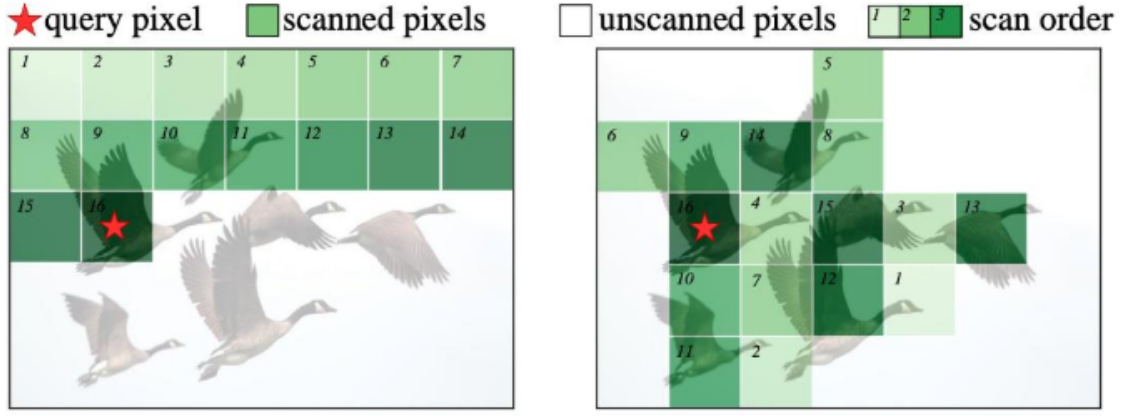 query pixel scanned pixels unscanned pixels 1 2 3 scan order
1 2 3 4 5 6 7
8 9 10 11 12 13 14
15 16
5
6 9 14 8
16 4 15 3 13
10 7 12 1
11 2